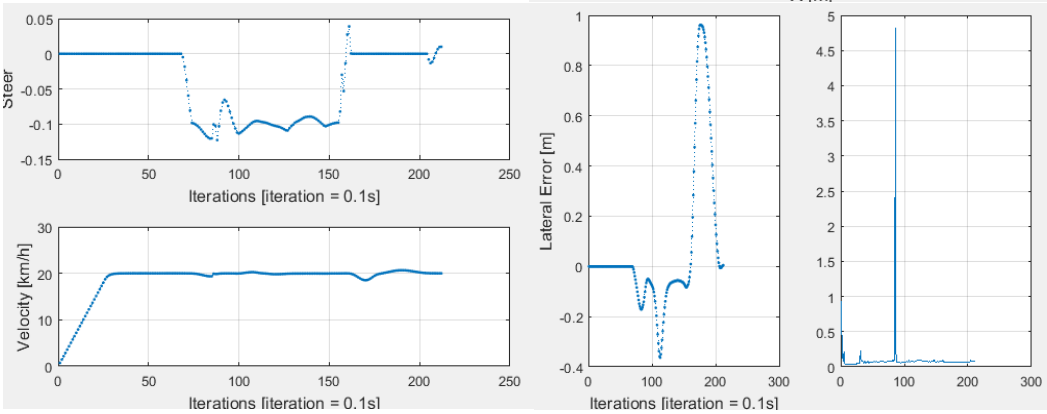 0.05
0
-0.05
-0.1
-0.15
Steer
0 50 100 150 200 250
Iterations [iteration = 0.1s]
30
20
10
0
Velocity [km/h]
0 50 100 150 200 250
Iterations [iteration = 0.1s]
1
0.8
0.6
0.4
0.2
0
-0.2
-0.4
Lateral Error [m]
0 100 200 300
Iterations [iteration = 0.1s]
5
4.5
4
3.5
3
2.5
2
1.5
1
0.5
0
0 100 200 300